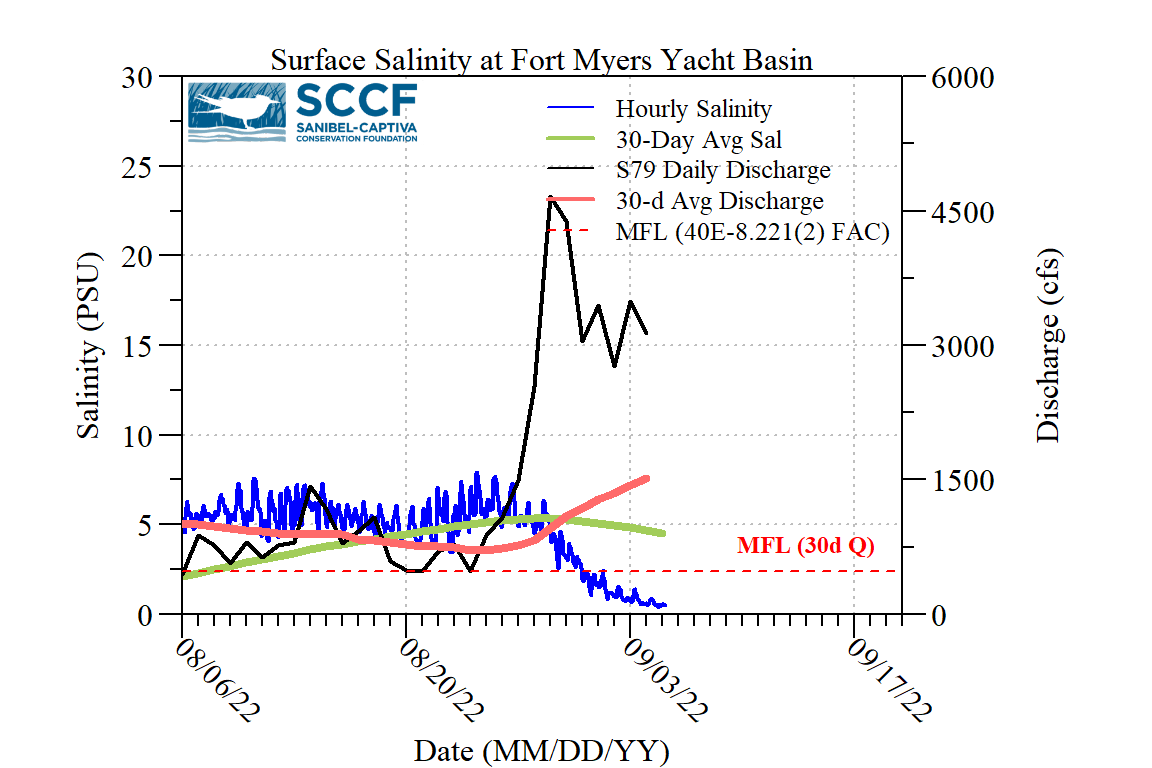 Surface Salinity at Fort Myers Yacht Basin
SCCF
SANIBEL-CAPTIVA
CONSERVATION FOUNDATION
Hourly Salinity
30-Day Avg Sal
S79 Daily Discharge
30-d Avg Discharge
MFL (40E-8.221(2) FAC)
30
25
20
15
10
5
0
Salinity (PSU)
6000
4500
3000
1500
0
Discharge (cfs)
MFL (30d Q)
08/06/22
08/20/22
09/03/22
09/17/22
Date (MM/DD/YY)